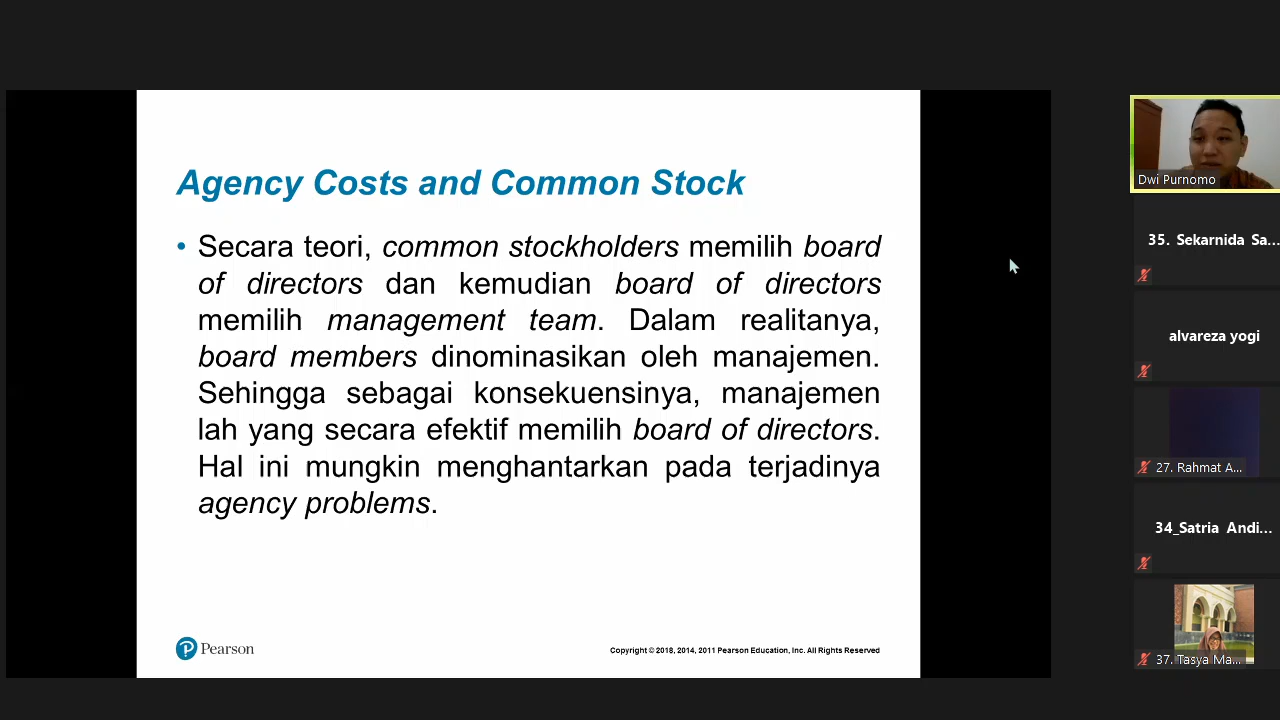 Agency Costs and Common Stock
• Secara teori, common stockholders memilih board
of directors dan kemudian board of directors
memilih management team. Dalam realitanya,
board members dinominasikan oleh manajemen.
Sehingga sebagai konsekuensinya, manajemen
lah yang secara efektif memilih board of directors.
Hal ini mungkin menghantarkan pada terjadinya
agency problems.
Pearson
Copyright © 2018, 2014, 2011 Pearson Education, Inc. All Rights Reserved
Dwi Purnomo
35. Sekarnida Sa...
alvareza yogi
27. Rahmat A...
34_Satria Andi...
37. Tasya Ma...